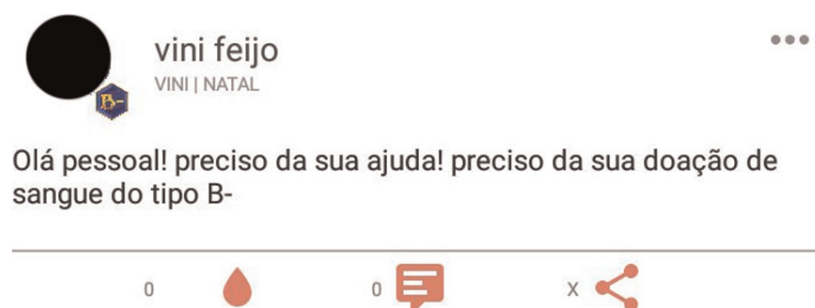 vini feijo
VINI | NATAL
B-
Olá pessoal! preciso da sua ajuda! preciso da sua doação de
sangue do tipo B-
0 0 X